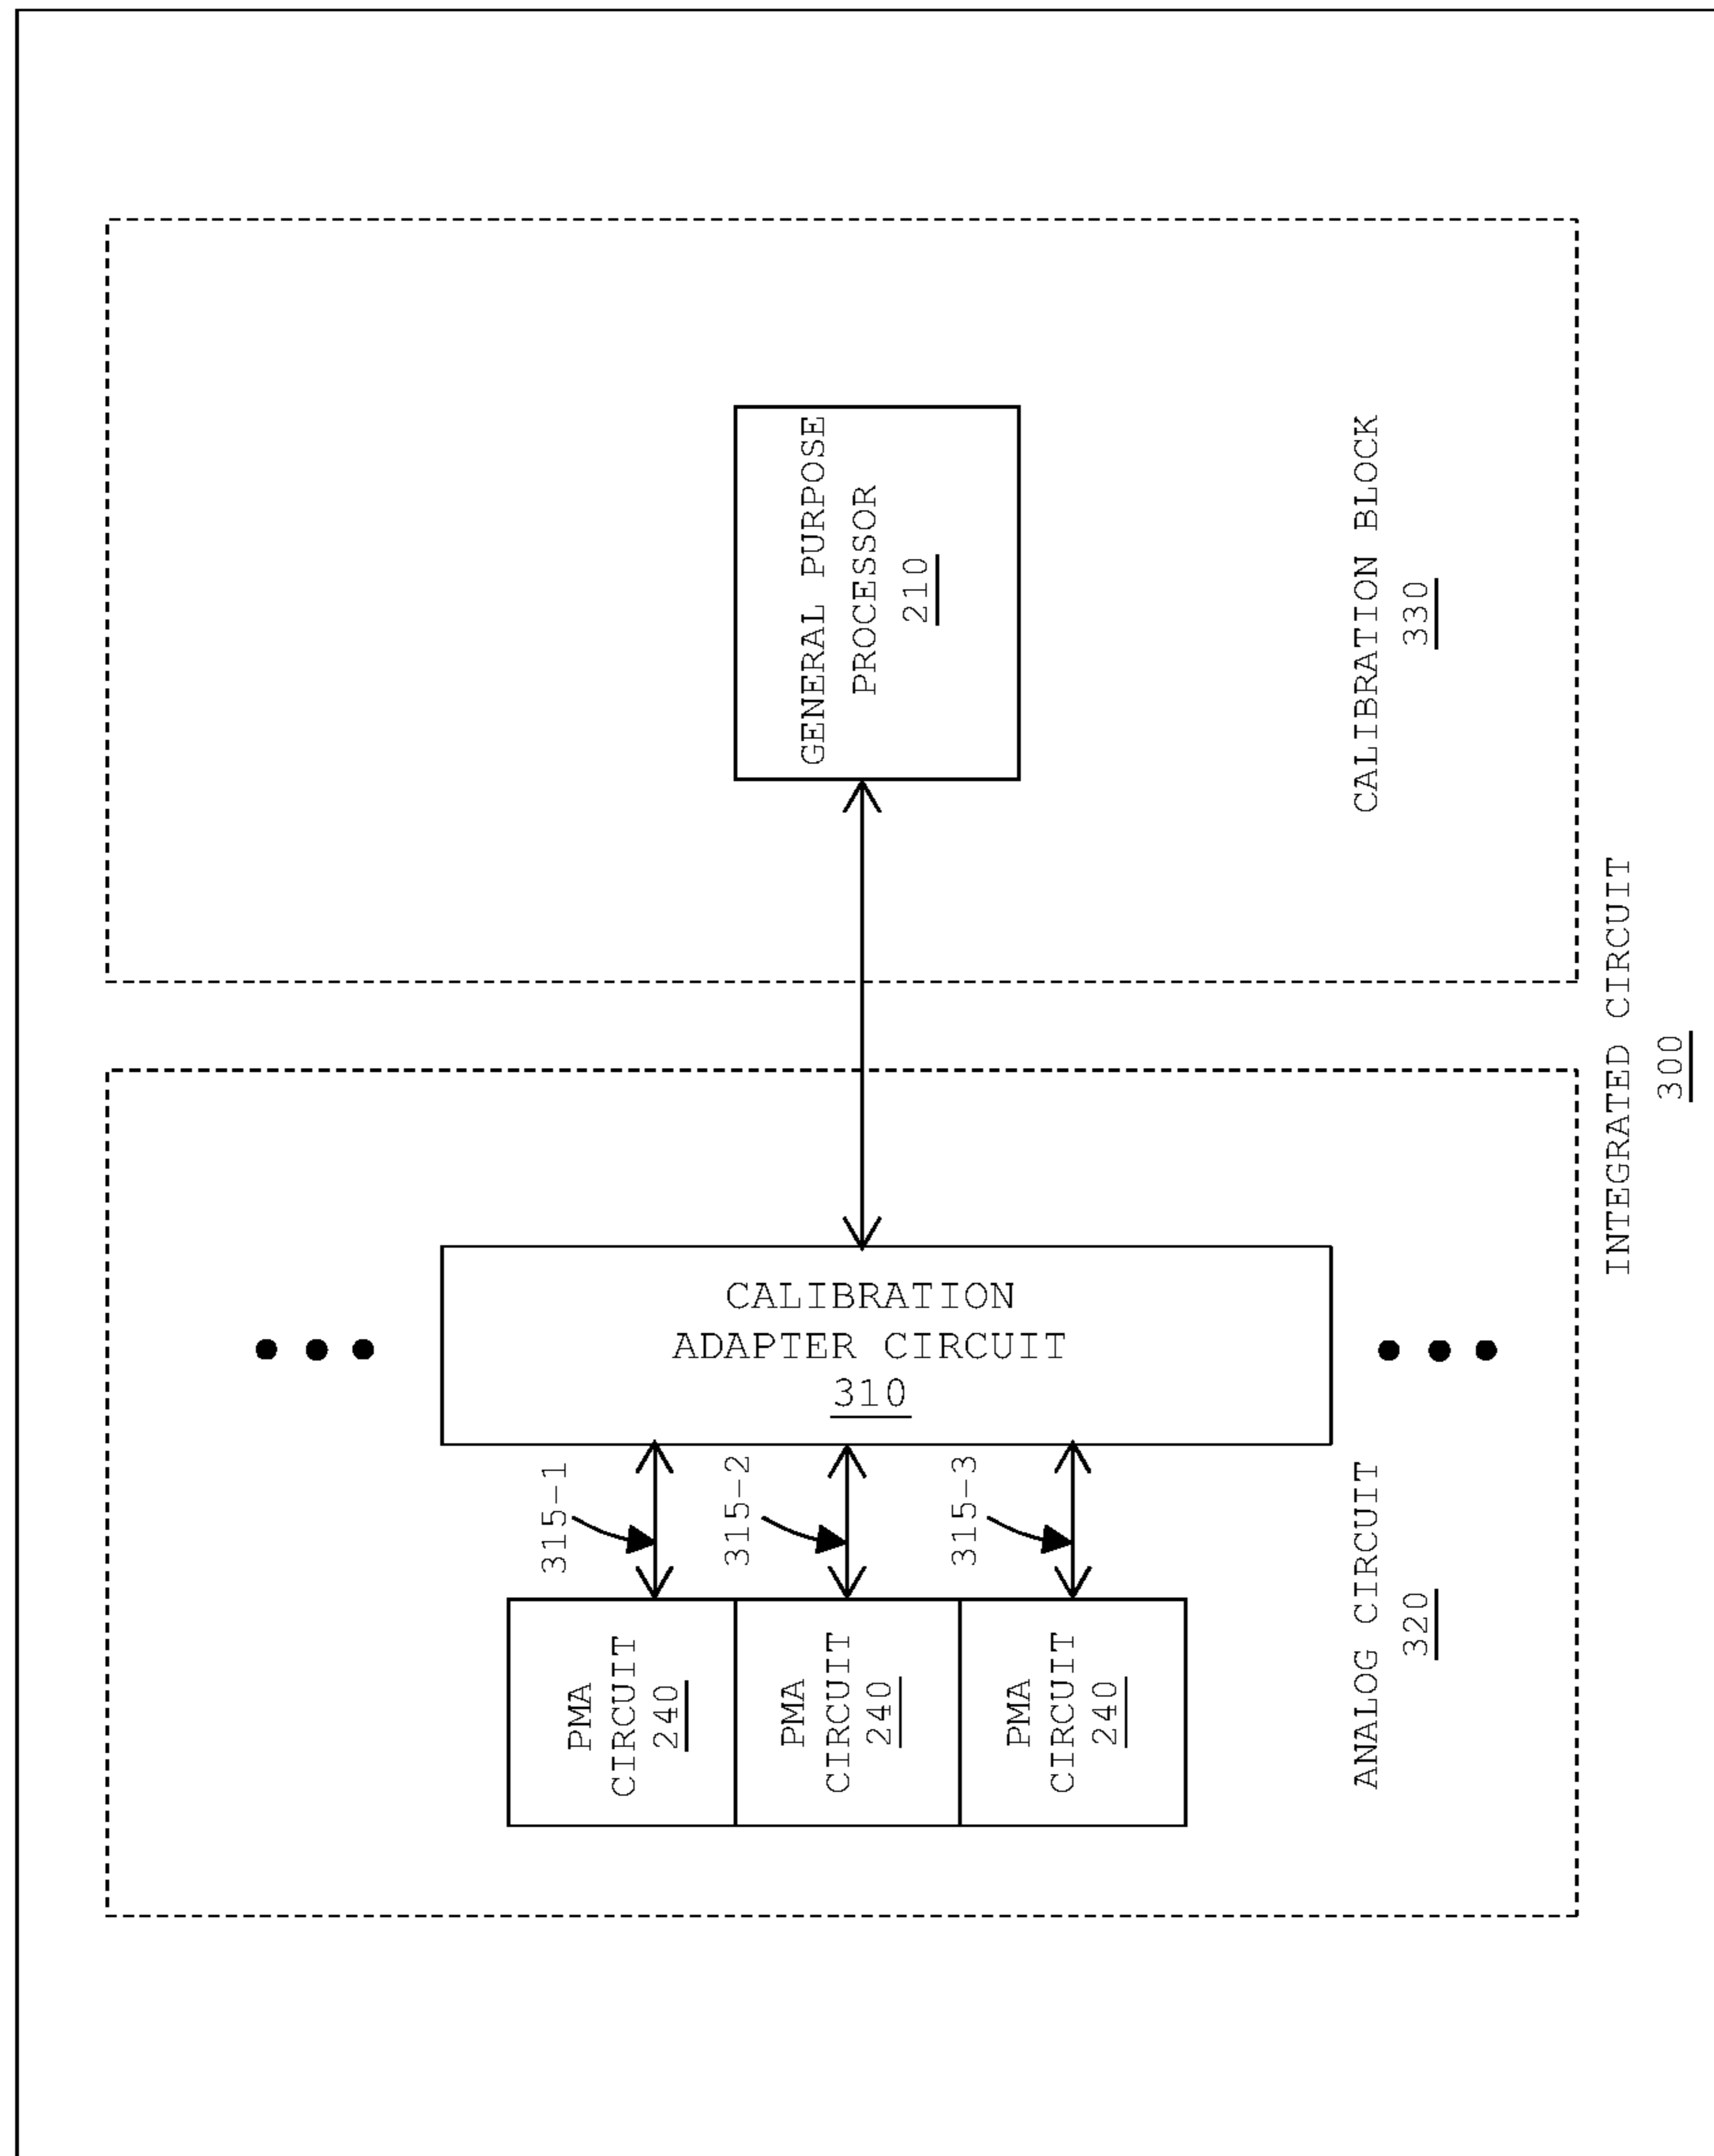 GENERAL PURPOSE
PROCESSOR
210
CALIBRATION BLOCK
330
CALIBRATION
ADAPTER CIRCUIT
310
315-1
315-2
315-3
PMA
CIRCUIT
240
PMA
CIRCUIT
240
PMA
CIRCUIT
240
ANALOG CIRCUIT
320
INTEGRATED CIRCUIT
300